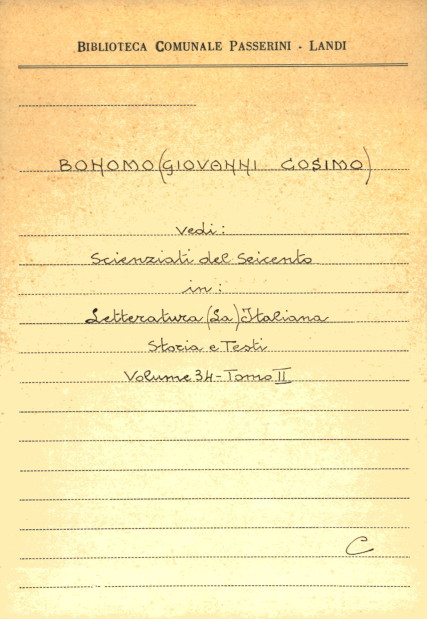 BIBLIOTECA COMUNALE PASSERINI - LANDI
BONOMO (GIOVANNI COSIMO)
vedi:
Scienziati del Seicento
in:
Letteratura (La) Italiana
Storia e Testi
Volume 34 - Tomo II
C